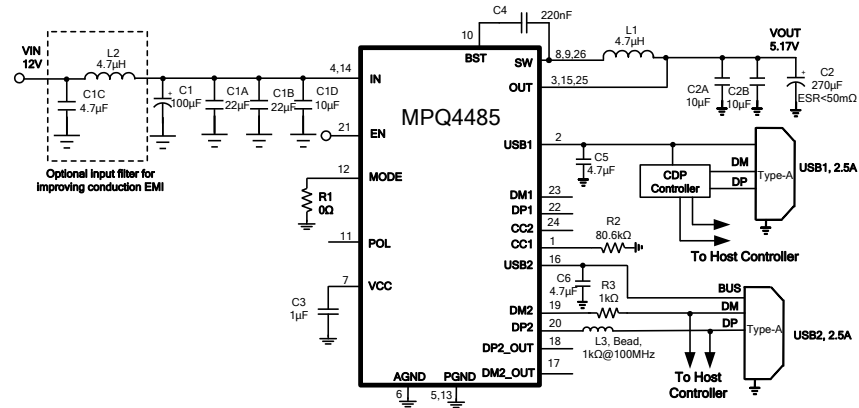 C4
220nF
10
BST
VIN
12V
L2
4.7µH
C1C
4.7µF
C1
100µF
C1A
22µF
C1B
22µF
C1D
10µF
4,14
IN
21
EN
Optional input filter for
improving conduction EMI
12
MODE
R1
0Ω
11
POL
7
VCC
C3
1µF
MPQ4485
AGND
6
PGND
5,13
SW
8,9,26
L1
4.7µH
OUT
3,15,25
VOUT
5.17V
C2A
10µF
C2B
10µF
C2
270µF
ESR<50mΩ
USB1
2
C5
4.7µF
CDP
Controller
DM
DP
Type-A
USB1, 2.5A
To Host Controller
DM1
23
DP1
22
CC2
24
CC1
1
R2
80.6kΩ
USB2
16
C6
4.7µF
R3
1kΩ
DM2
19
DP2
20
L3, Bead,
1kΩ@100MHz
DP2_OUT
18
DM2_OUT
17
BUS
DM
DP
Type-A
USB2, 2.5A
To Host
Controller